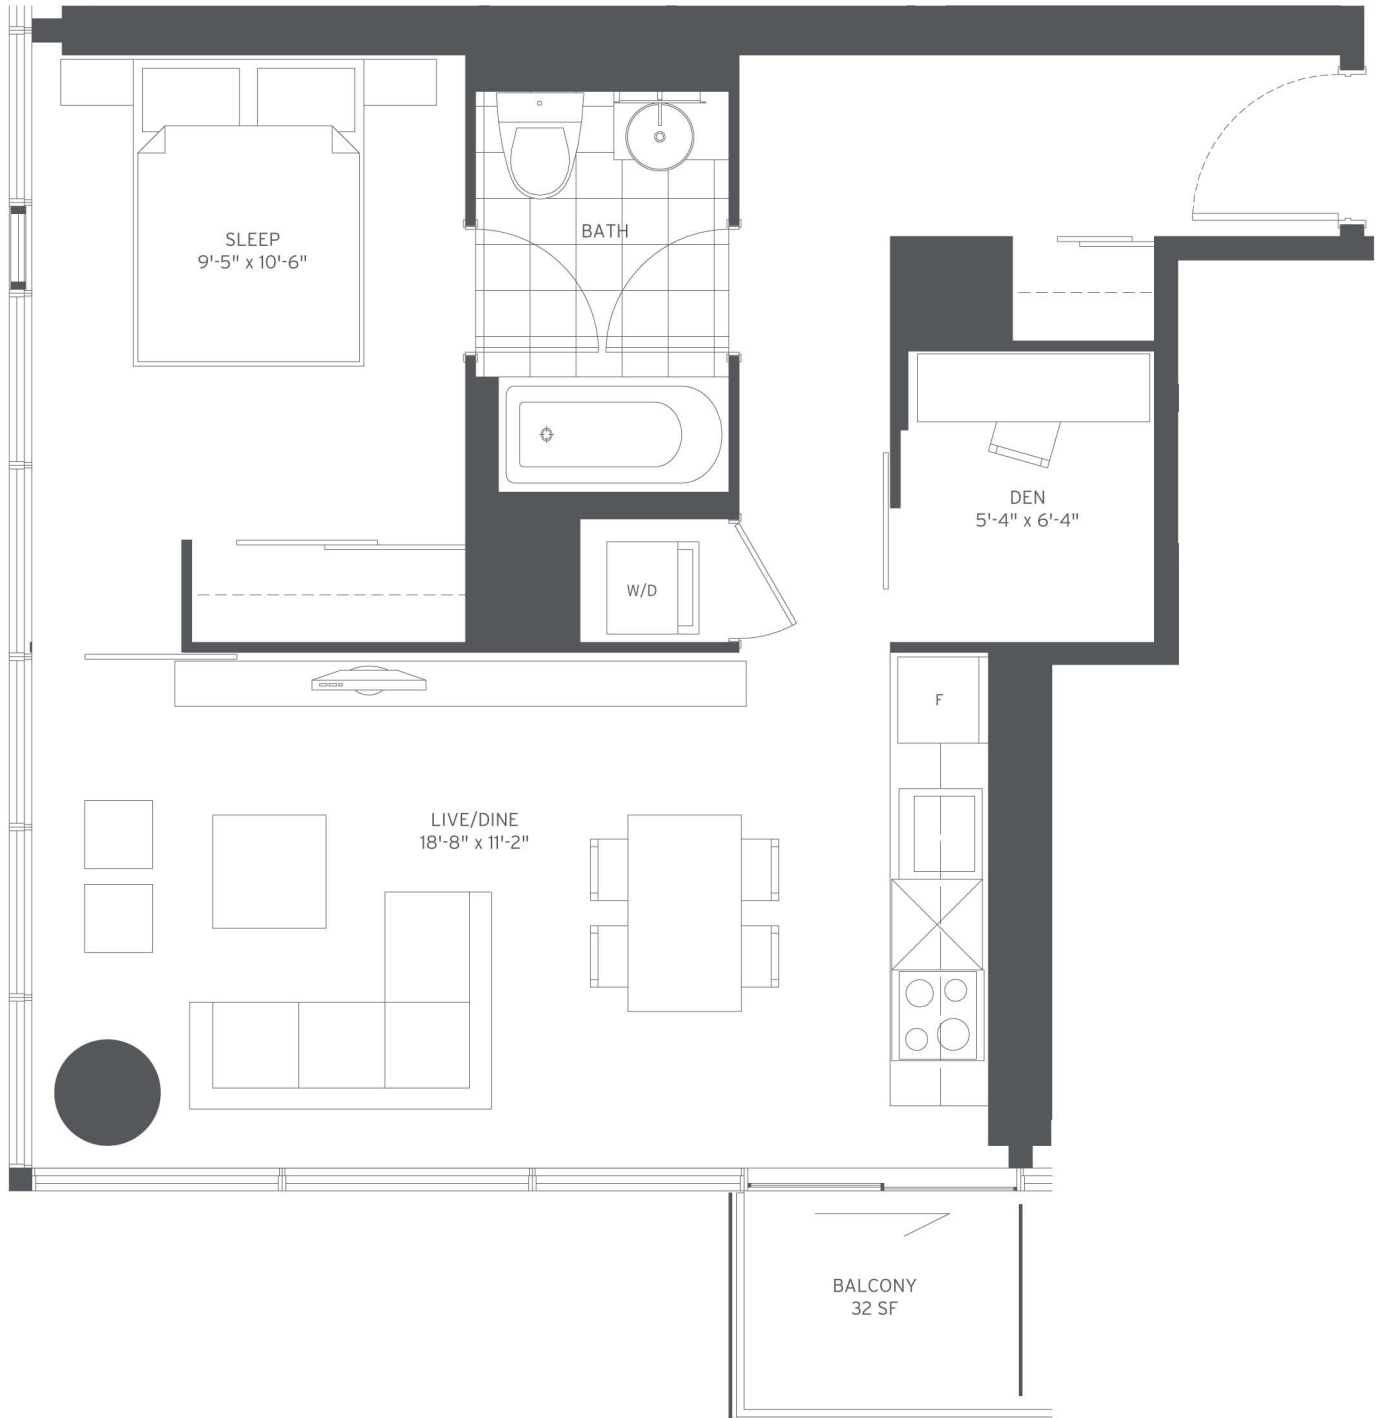 SLEEP
9'-5" x 10'-6"
BATH
DEN
5'-4" x 6'-4"
W/D
F
LIVE/DINE
18'-8" x 11'-2"
BALCONY
32 SF